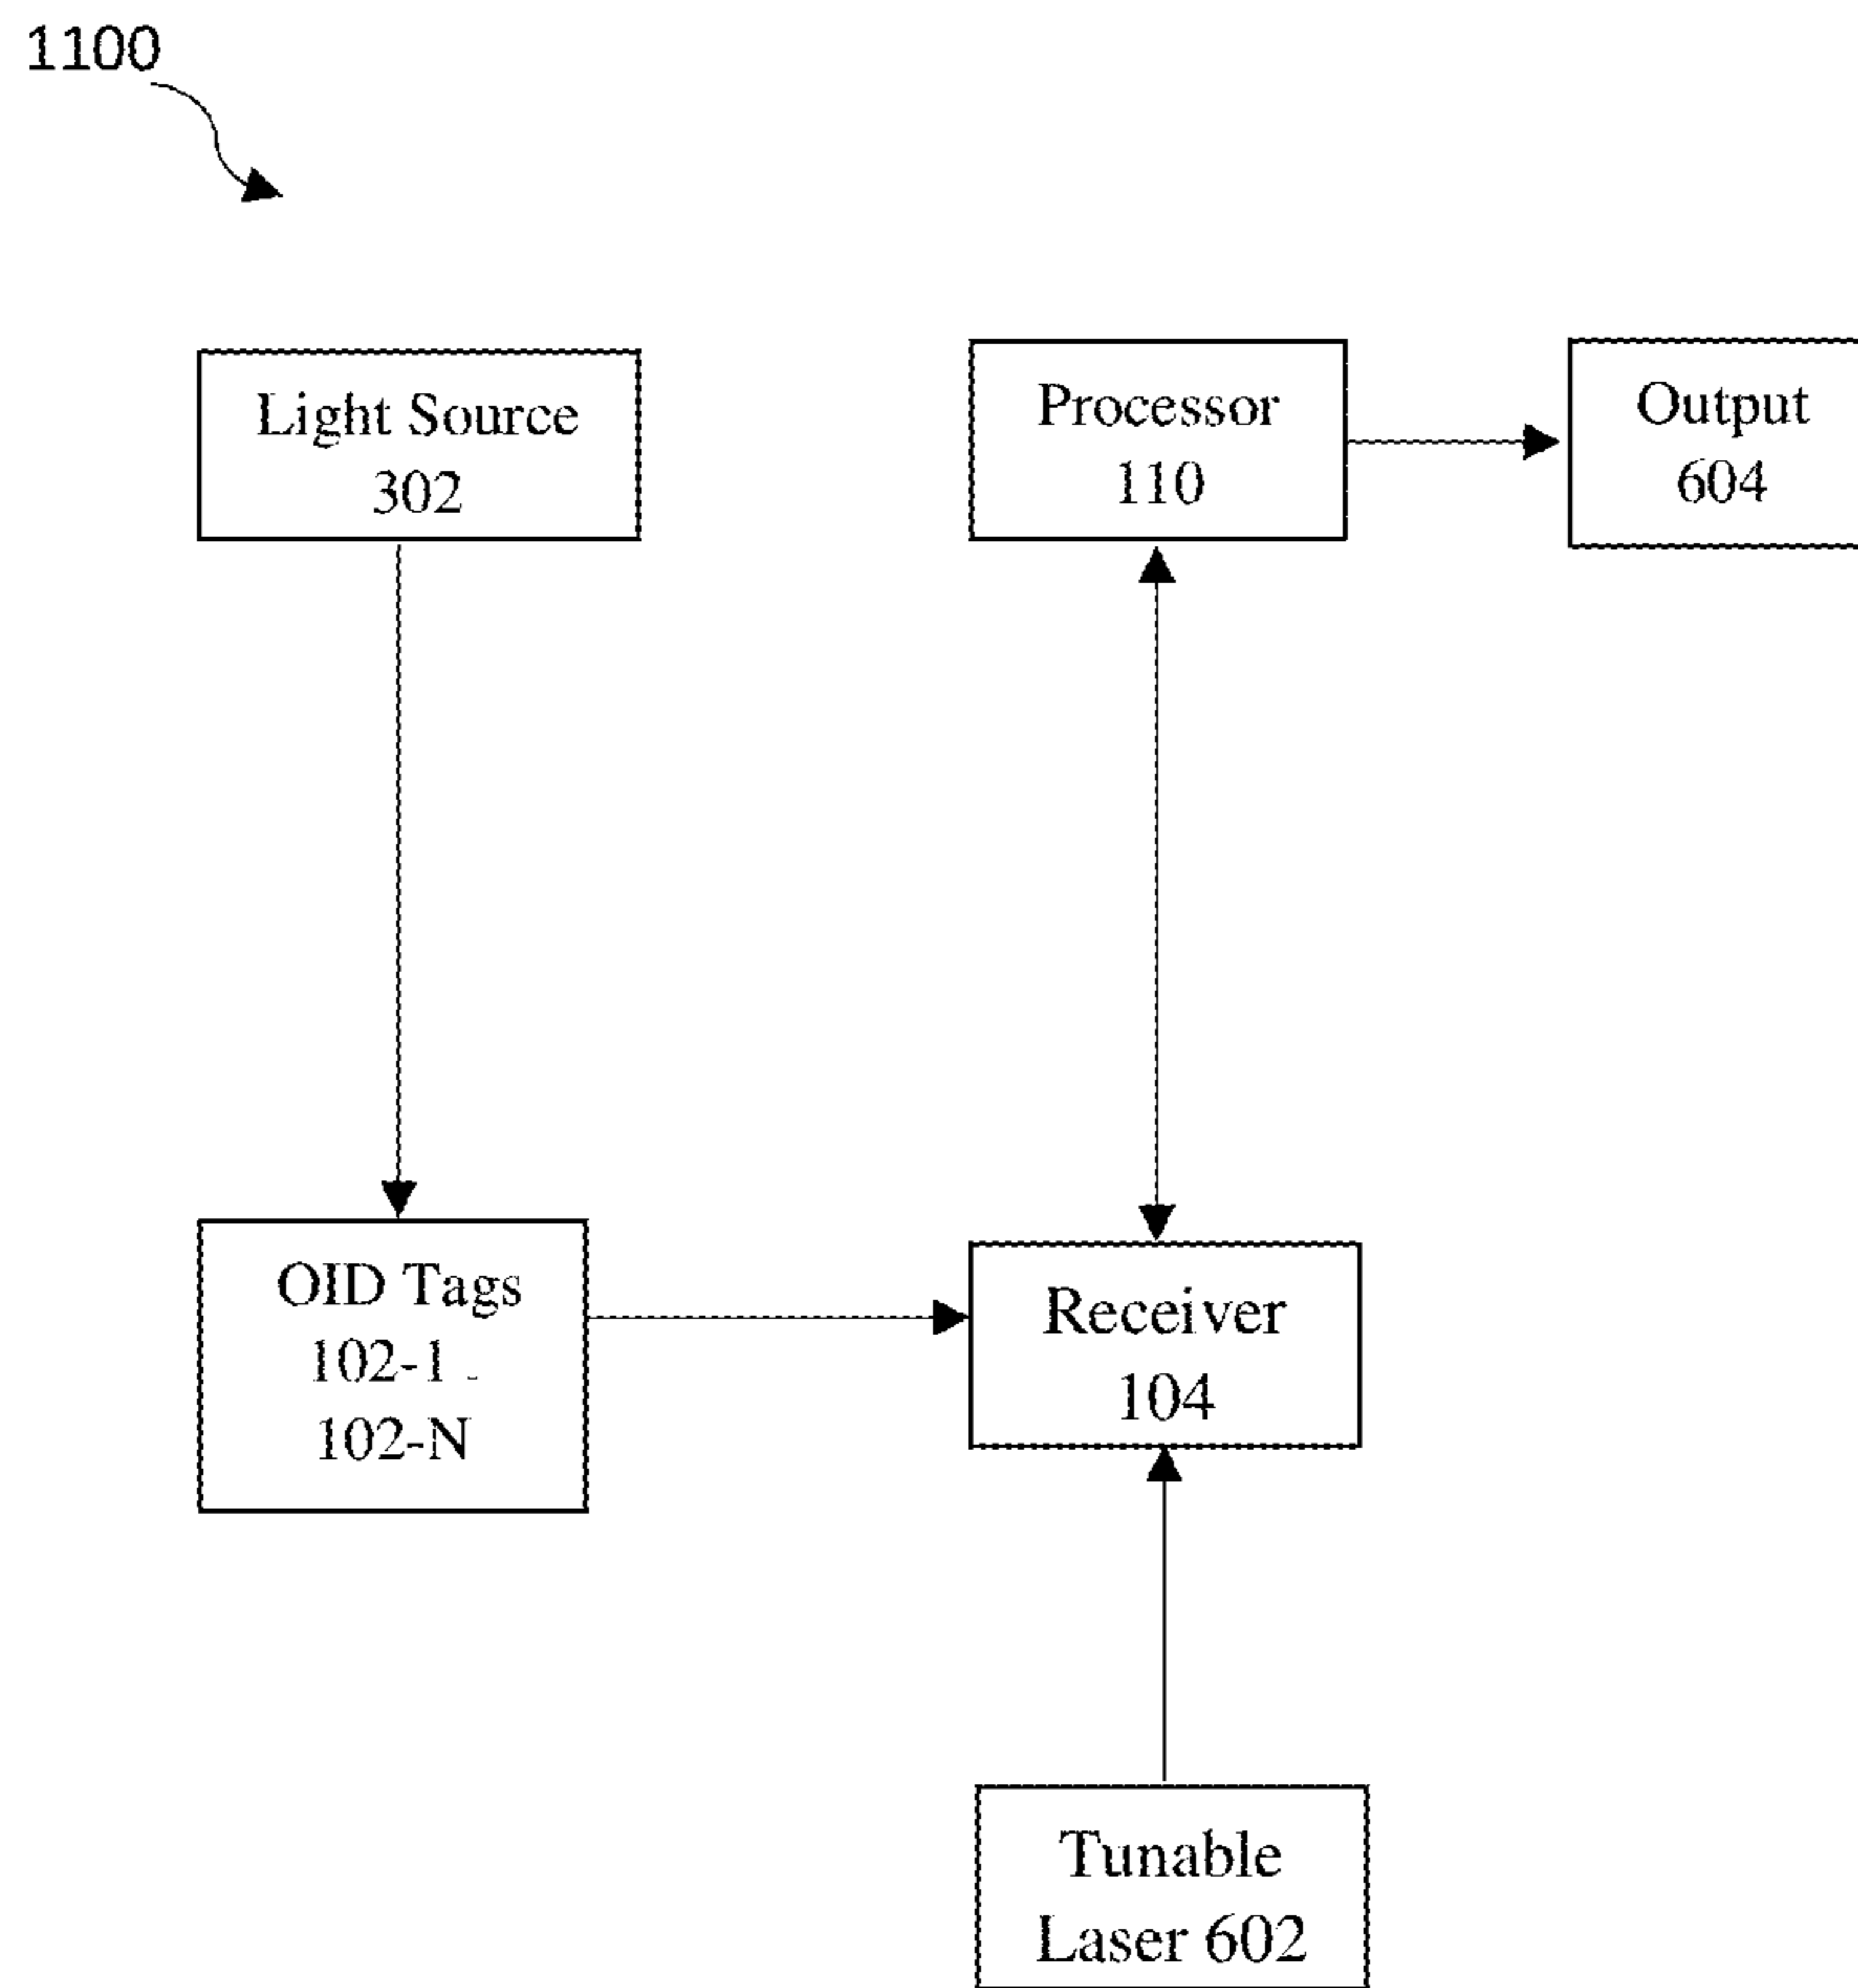 1100
Light Source
302
Processor
110
Output
604
OID Tags
102-1 -
102-N
Receiver
104
Tunable
Laser 602